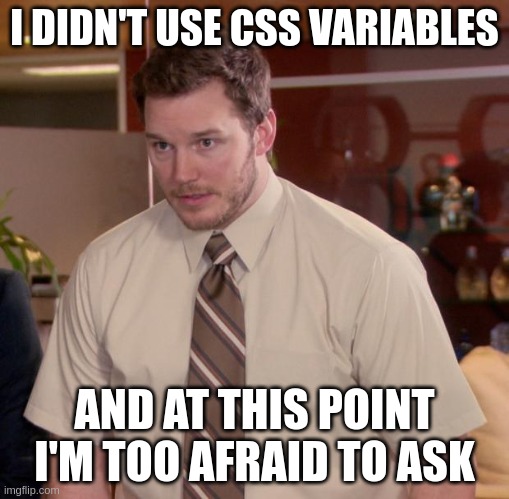 I DIDN'T USE CSS VARIABLES
AND AT THIS POINT
I'M TOO AFRAID TO ASK
imgflip.com